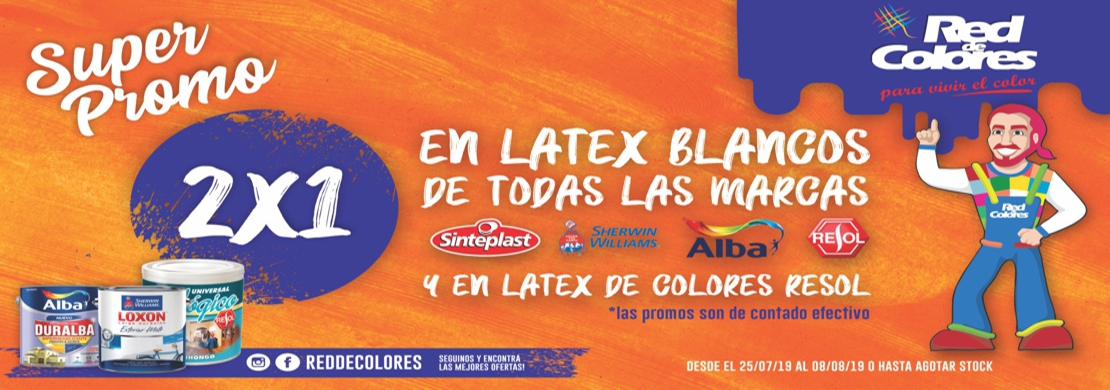 Super
Promo
2X1
Red
de
Colores
para vivir el color
EN LATEX BLANCOS
DE TODAS LAS MARCAS
Sinteplast
SHERWIN
WILLIAMS
Alba
RESOL
Y EN LATEX DE COLORES RESOL
*las promos son de contado efectivo
Red
de
Colores
Alba
NUEVO
DURALBA
SHERWIN
WILLIAMS
LOXON
Exterior Mate
UNIVERSAL
RESOL
REDDECOLORES
SEGUINOS Y ENCONTRÁ
LAS MEJORES OFERTAS!
DESDE EL 25/07/19 AL 08/08/19 O HASTA AGOTAR STOCK